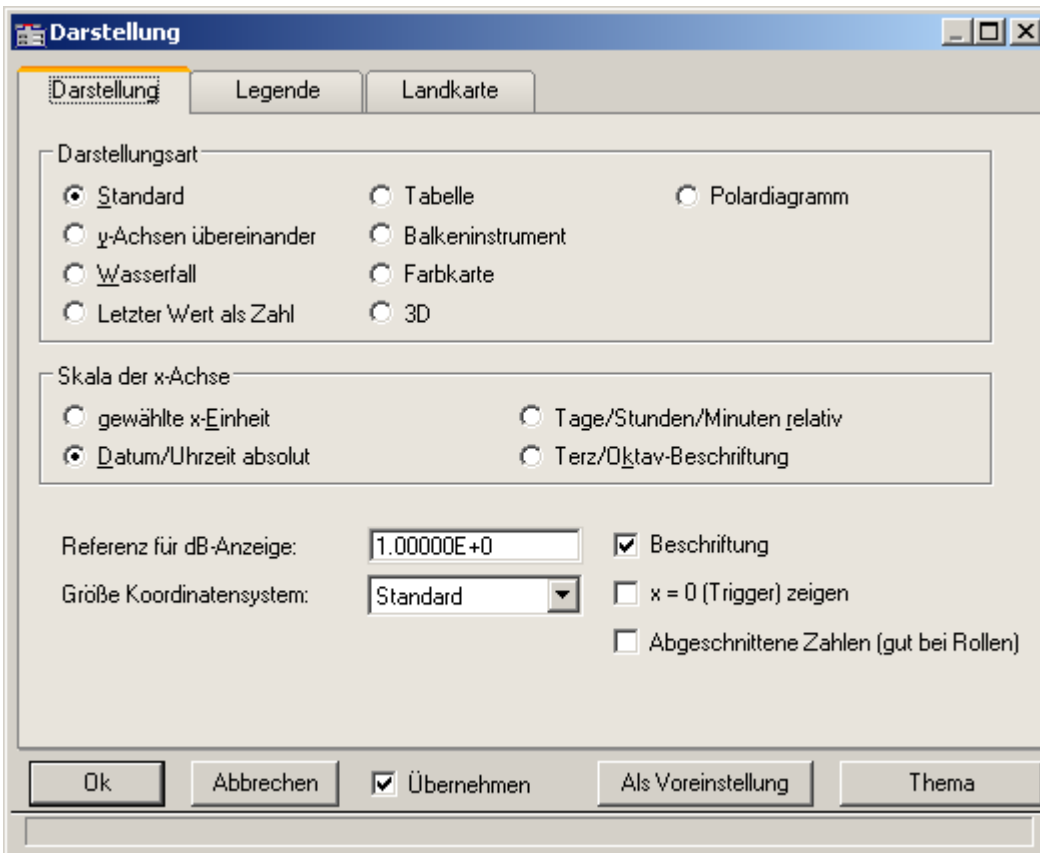 Darstellung
Darstellung Legende Landkarte
Darstellungsart
Standard Tabelle Polardiagramm
y-Achsen übereinander Balkeninstrument
Wasserfall Farbkarte
Letzter Wert als Zahl 3D
Skala der x-Achse
gewählte x-Einheit Tage/Stunden/Minuten relativ
Datum/Uhrzeit absolut Terz/Oktav-Beschriftung
Referenz für dB-Anzeige: 1.00000E+0 Beschriftung
Größe Koordinatensystem: Standard x = 0 (Trigger) zeigen
Abgeschnittene Zahlen (gut bei Rollen)
Ok Abbrechen Übernehmen Als Voreinstellung Thema